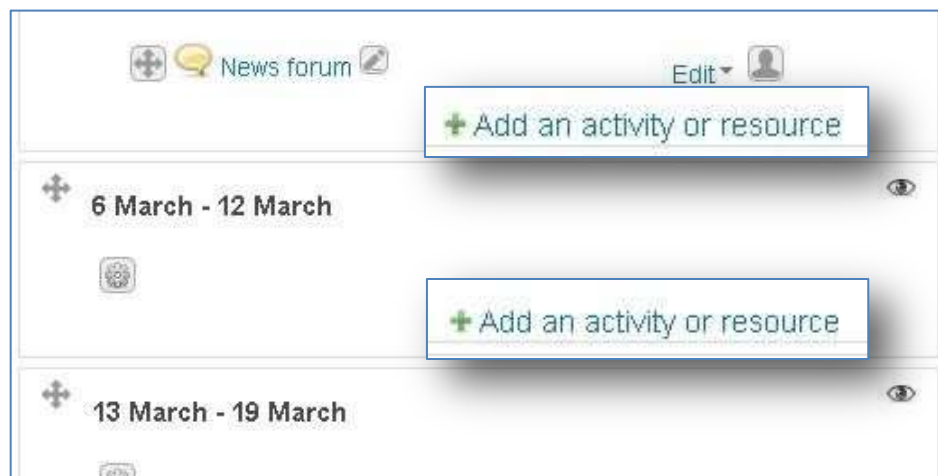 News forum
Edit
Add an activity or resource
6 March - 12 March
Add an activity or resource
13 March - 19 March